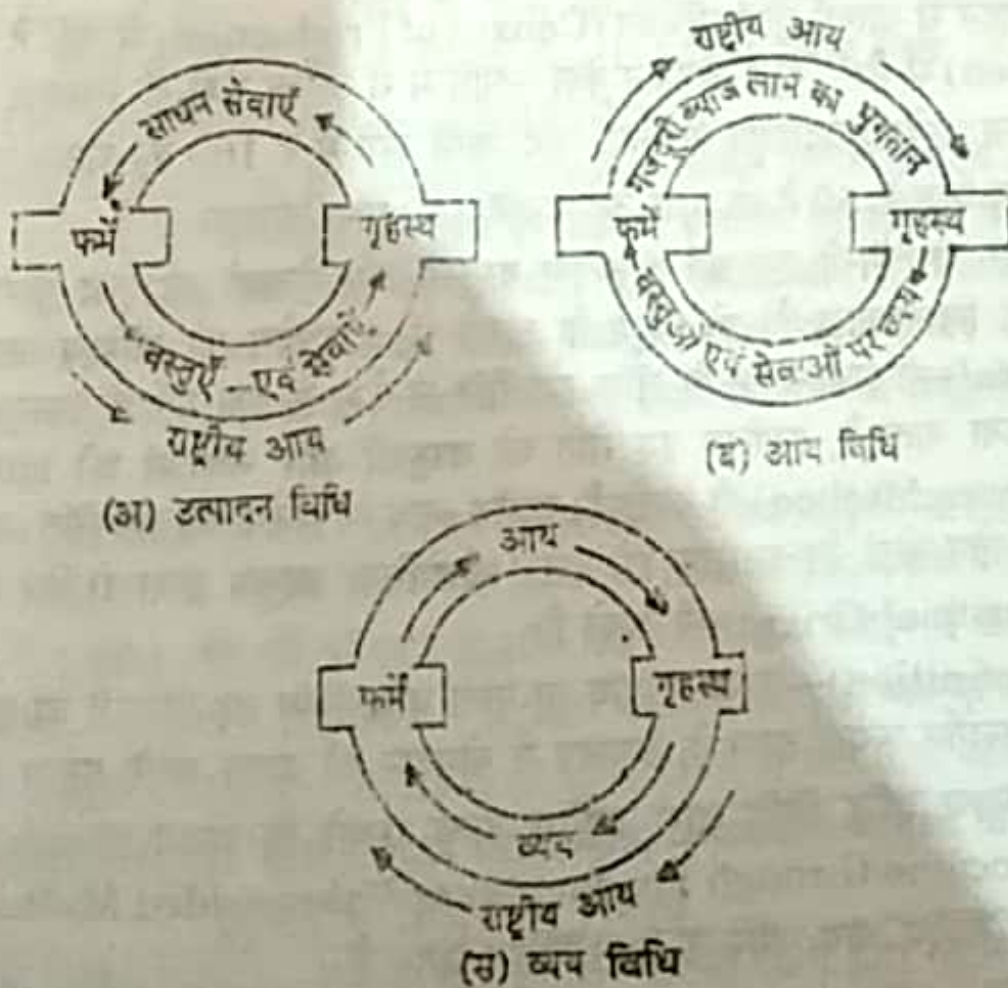 साधन सेवाएँ
फर्में
गृहस्थ
वस्तुएँ – एवं सेवाएँ
राष्ट्रीय आय
(अ) उत्पादन विधि
राष्ट्रीय आय
मजदूरी ब्याज लाभ का भुगतान
फर्में
गृहस्थ
वस्तुओं एवं सेवाओं पर व्यय
(ब) आय विधि
आय
फर्में
गृहस्थ
व्यय
राष्ट्रीय आय
(स) व्यय विधि